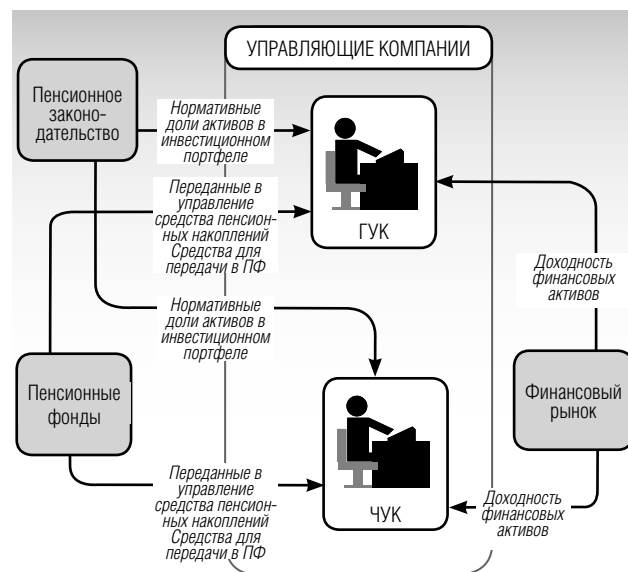 УПРАВЛЯЮЩИЕ КОМПАНИИ
Пенсионное
законо-
дательство
Нормативные
доли активов в
инвестиционном
портфеле
Переданные в
управление
средства пенсион-
ных накоплений
Средства для
передачи в ПФ
ГУК
Доходность
финансовых
активов
Нормативные
доли активов в
инвестиционном
портфеле
Пенсионные
фонды
Финансовый
рынок
Переданные в
управление
средства пенсион-
ных накоплений
Средства для
передачи в ПФ
ЧУК
Доходность
финансовых
активов